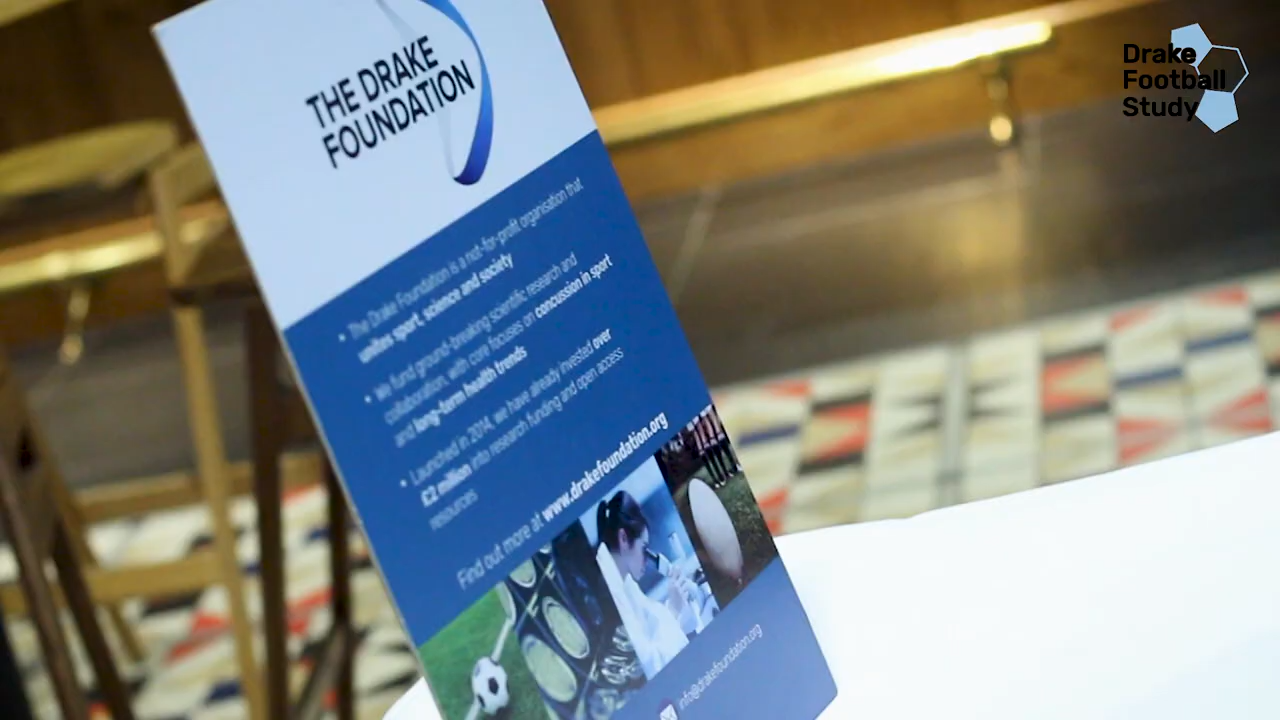 THE DRAKE
FOUNDATION
• The Drake Foundation is a not-for-profit organisation that
unites sport, science and society
• We fund ground-breaking scientific research and
collaboration, with core focuses on concussion in sport
and long-term health trends
• Launched in 2014, we have already invested over
£2 million into research funding and open access
resources
Find out more at www.drakefoundation.org
info@drakefoundation.org
Drake
Football
Study